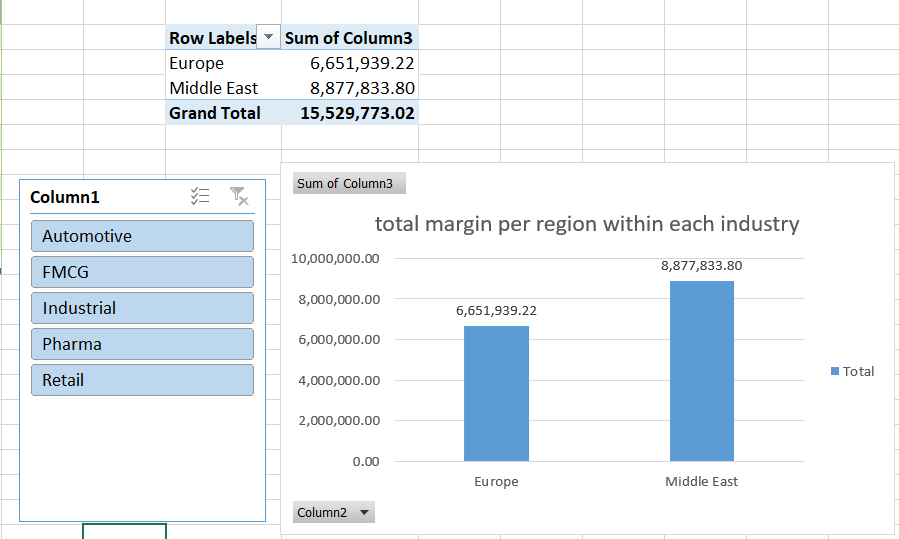 Row Labels Sum of Column3
Europe 6,651,939.22
Middle East 8,877,833.80
Grand Total 15,529,773.02
Column1
Automotive
FMCG
Industrial
Pharma
Retail
Sum of Column3
total margin per region within each industry
10,000,000.00
8,000,000.00
6,000,000.00
4,000,000.00
2,000,000.00
0.00
6,651,939.22
8,877,833.80
Europe
Middle East
Total
Column2